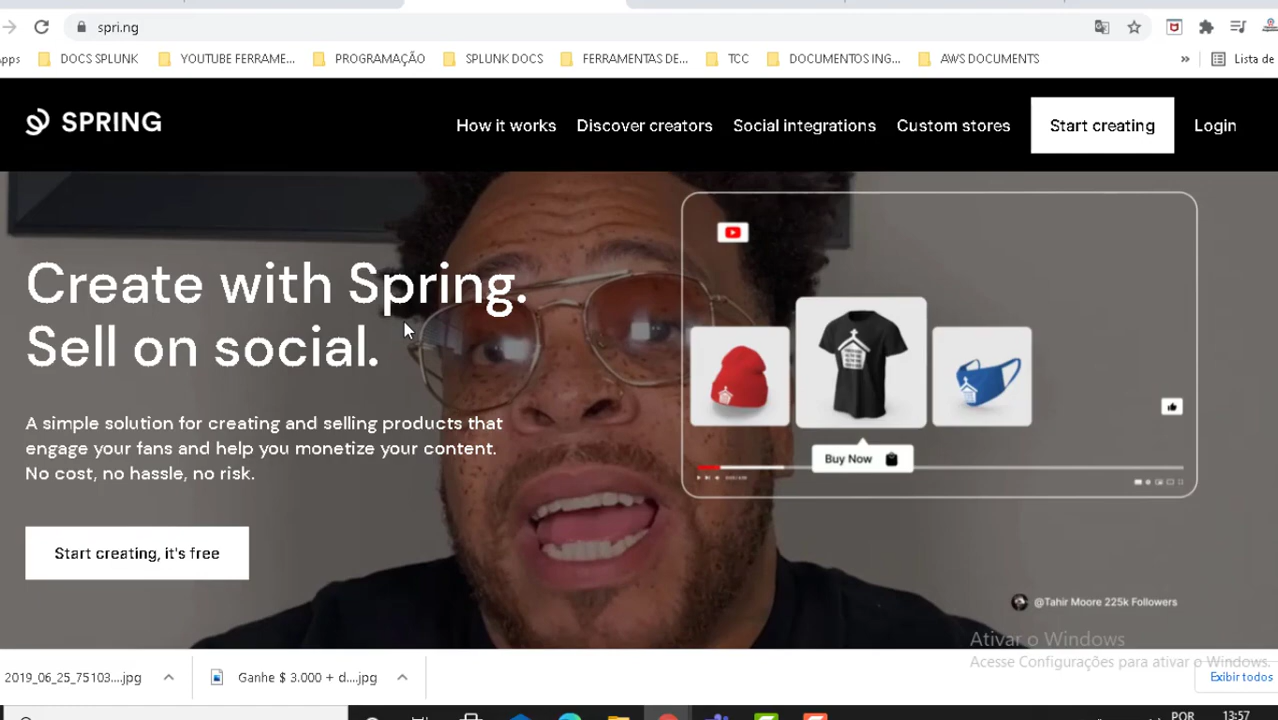 spri.ng
Apps
DOCS SPLUNK
YOUTUBE FERRAME...
PROGRAMAÇÃO
SPLUNK DOCS
FERRAMENTAS DE...
TCC
DOCUMENTOS ING...
AWS DOCUMENTS
»
Lista de
SPRING
How it works
Discover creators
Social integrations
Custom stores
Start creating
Login
Create with Spring.
Sell on social.
A simple solution for creating and selling products that
engage your fans and help you monetize your content.
No cost, no hassle, no risk.
Start creating, it's free
Buy Now
@Tahir Moore 225k Followers
Ativar o Windows
Acesse Configurações para ativar o Windows.
2019_06_25_75103....jpg
Ganhe $ 3.000 + d....jpg
Exibir todos
POR
13:57